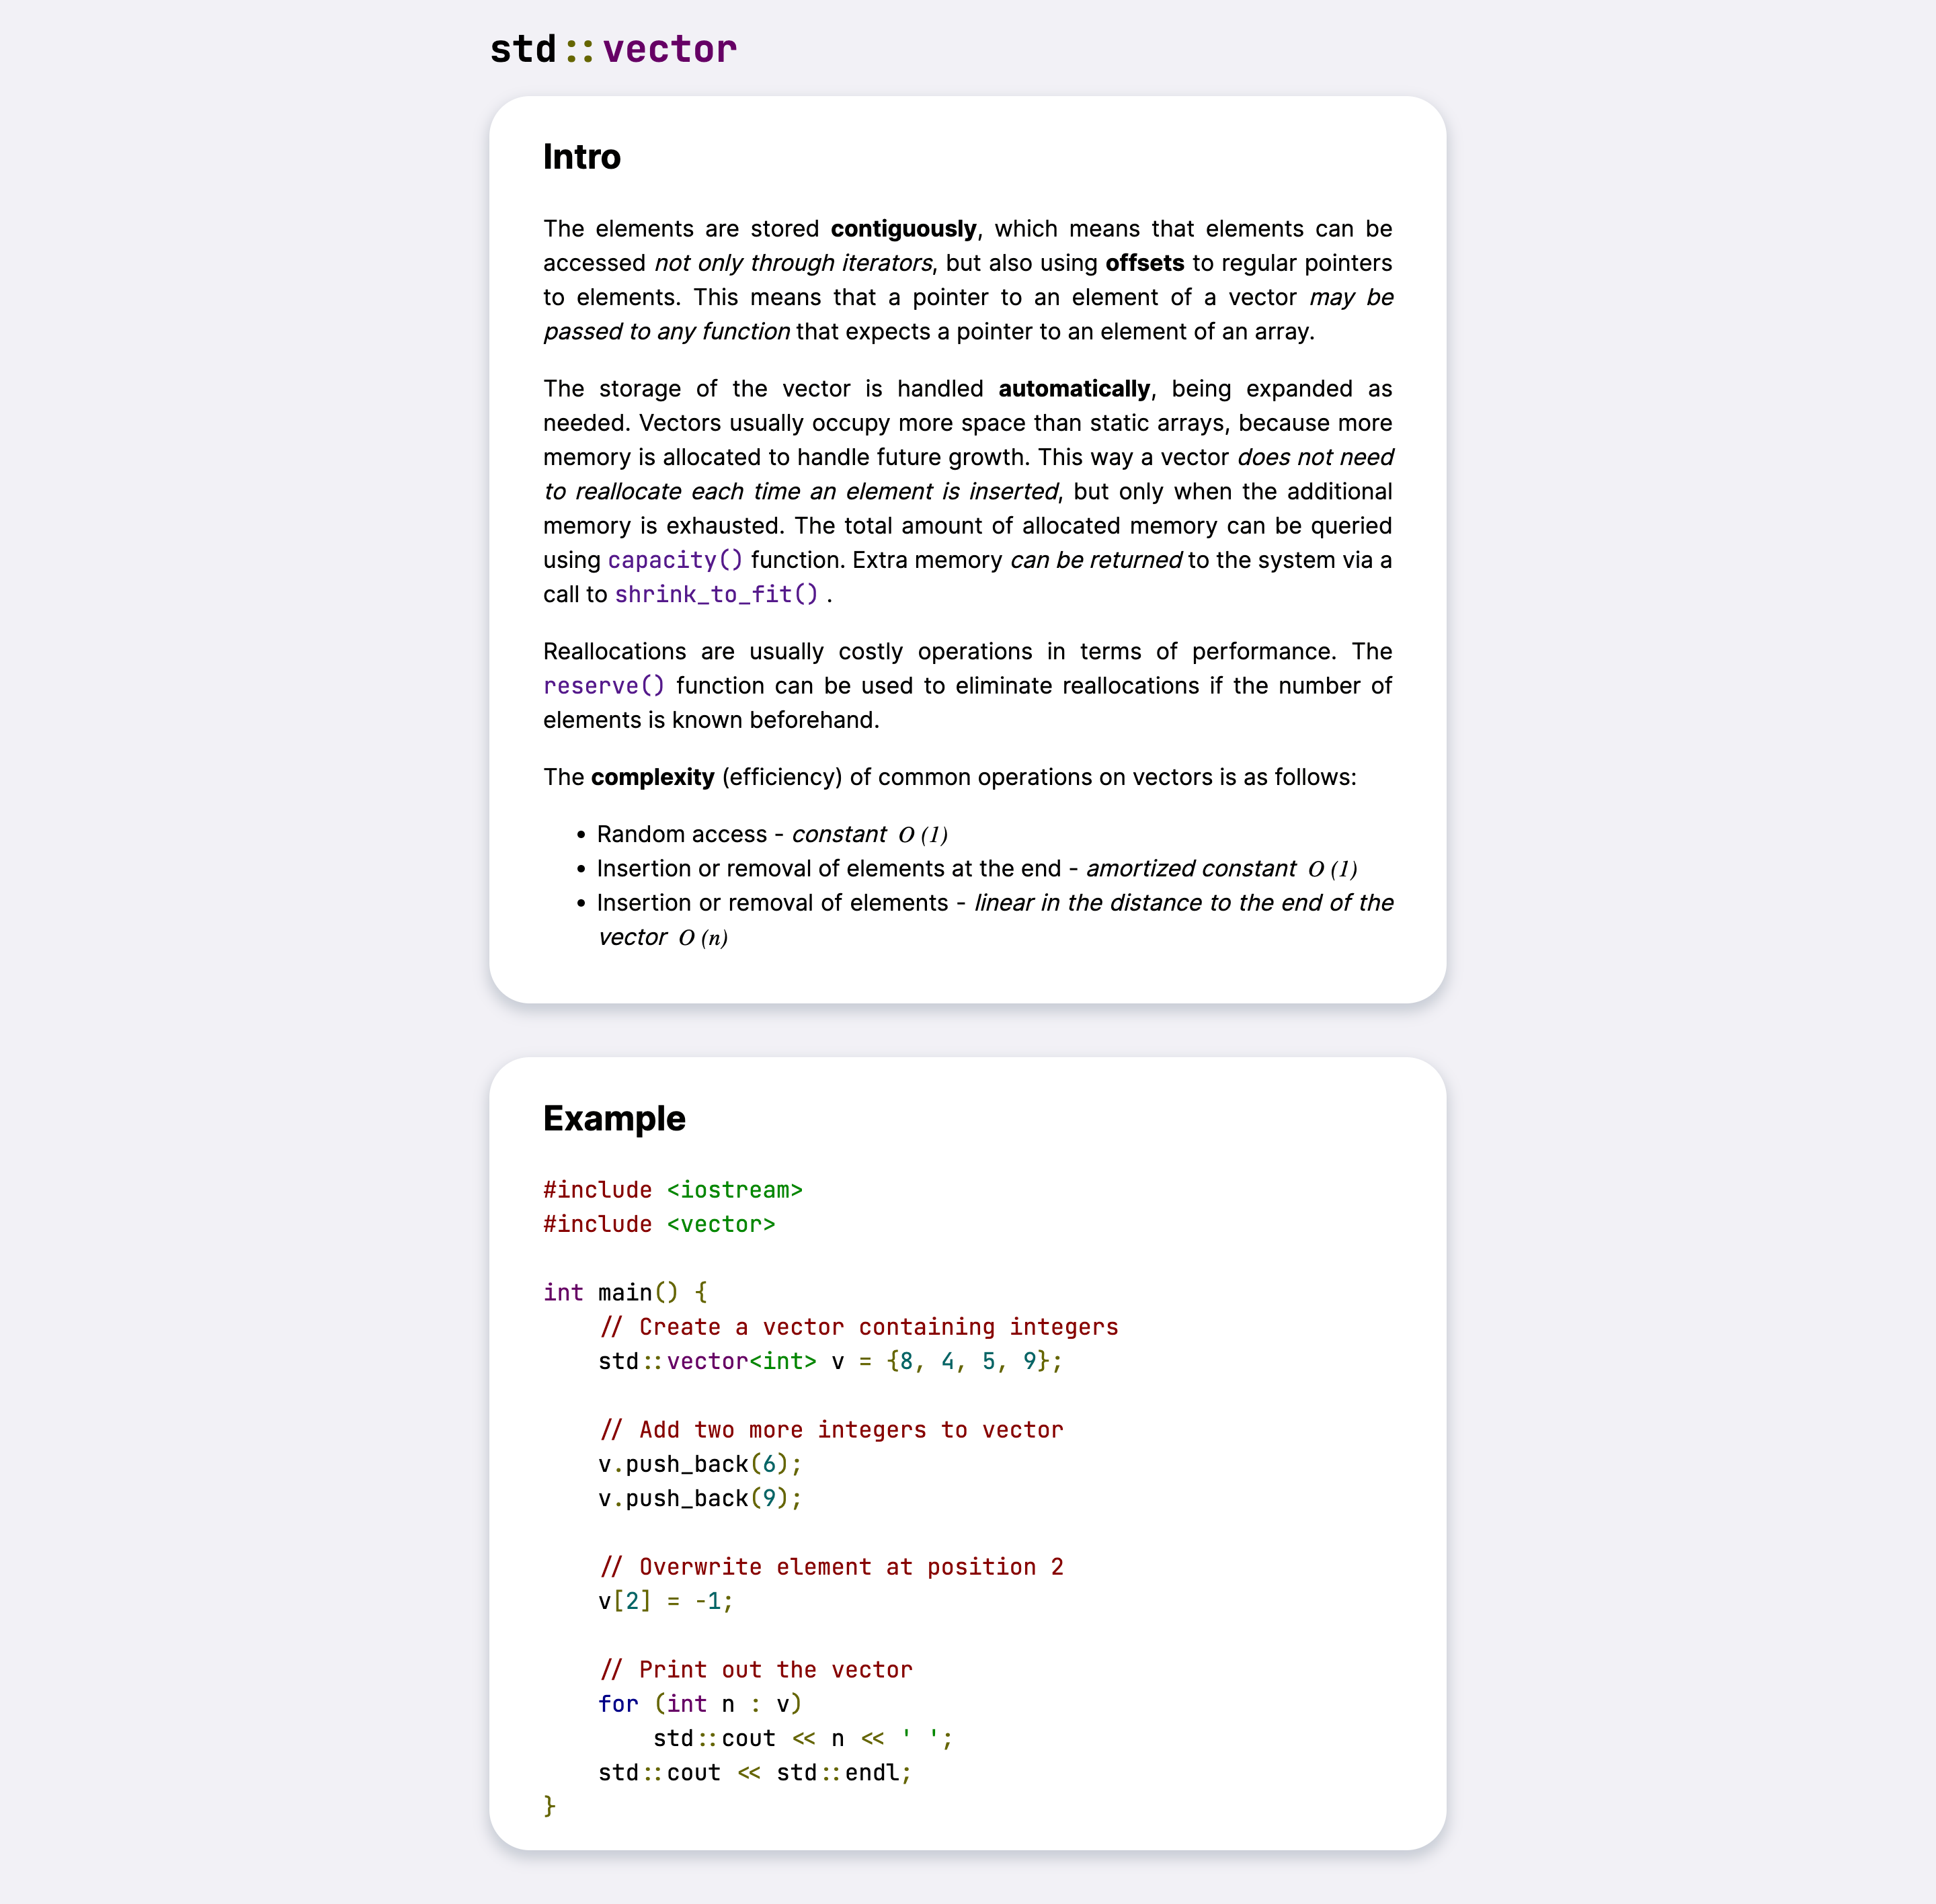 std::vector
Intro
The elements are stored contiguously, which means that elements can be
accessed not only through iterators, but also using offsets to regular pointers
to elements. This means that a pointer to an element of a vector may be
passed to any function that expects a pointer to an element of an array.
The storage of the vector is handled automatically, being expanded as
needed. Vectors usually occupy more space than static arrays, because more
memory is allocated to handle future growth. This way a vector does not need
to reallocate each time an element is inserted, but only when the additional
memory is exhausted. The total amount of allocated memory can be queried
using capacity() function. Extra memory can be returned to the system via a
call to shrink_to_fit() .
Reallocations are usually costly operations in terms of performance. The
reserve() function can be used to eliminate reallocations if the number of
elements is known beforehand.
The complexity (efficiency) of common operations on vectors is as follows:
• Random access - constant O (1)
• Insertion or removal of elements at the end - amortized constant O (1)
• Insertion or removal of elements - linear in the distance to the end of the
vector O (n)
Example
#include <iostream>
#include <vector>
int main() {
    // Create a vector containing integers
    std::vector<int> v = {8, 4, 5, 9};
    // Add two more integers to vector
    v.push_back(6);
    v.push_back(9);
    // Overwrite element at position 2
    v[2] = -1;
    // Print out the vector
    for (int n : v)
        std::cout << n << ' ';
    std::cout << std::endl;
}